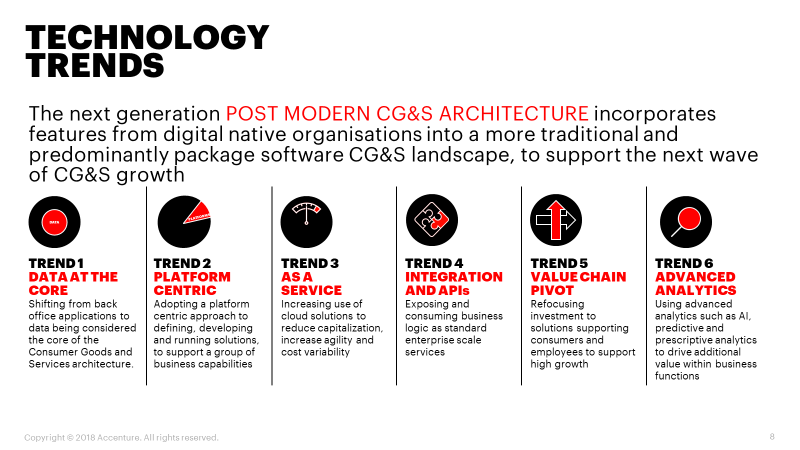 TECHNOLOGY
TRENDS
The next generation POST MODERN CG&S ARCHITECTURE incorporates
features from digital native organisations into a more traditional and
predominantly package software CG&S landscape, to support the next wave
of CG&S growth
DATA
PLATFORM
TREND 1
DATA AT THE
CORE
Shifting from back
office applications to
data being considered
the core of the
Consumer Goods and
Services architecture.
TREND 2
PLATFORM
CENTRIC
Adopting a platform
centric approach to
defining, developing
and running solutions,
to support a group of
business capabilities
TREND 3
AS A
SERVICE
Increasing use of
cloud solutions to
reduce capitalization,
increase agility and
cost variability
TREND 4
INTEGRATION
AND APIs
Exposing and
consuming business
logic as standard
enterprise scale
services
TREND 5
VALUE CHAIN
PIVOT
Refocusing
investment to
solutions supporting
consumers and
employees to support
high growth
TREND 6
ADVANCED
ANALYTICS
Using advanced
analytics such as AI,
predictive and
prescriptive analytics
to drive additional
value within business
functions
Copyright © 2018 Accenture. All rights reserved.
8